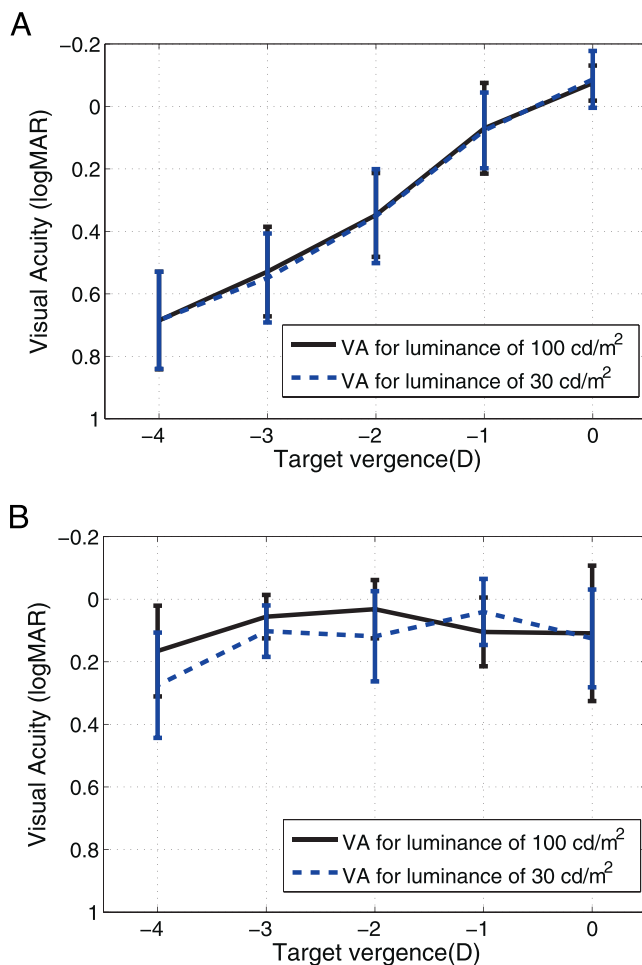 A
-0.2
0
0.2
0.4
0.6
0.8
1
Visual Acuity (logMAR)
VA for luminance of 100 cd/m²
VA for luminance of 30 cd/m²
-4 -3 -2 -1 0
Target vergence(D)
B
-0.2
0
0.2
0.4
0.6
0.8
1
Visual Acuity (logMAR)
VA for luminance of 100 cd/m²
VA for luminance of 30 cd/m²
-4 -3 -2 -1 0
Target vergence(D)